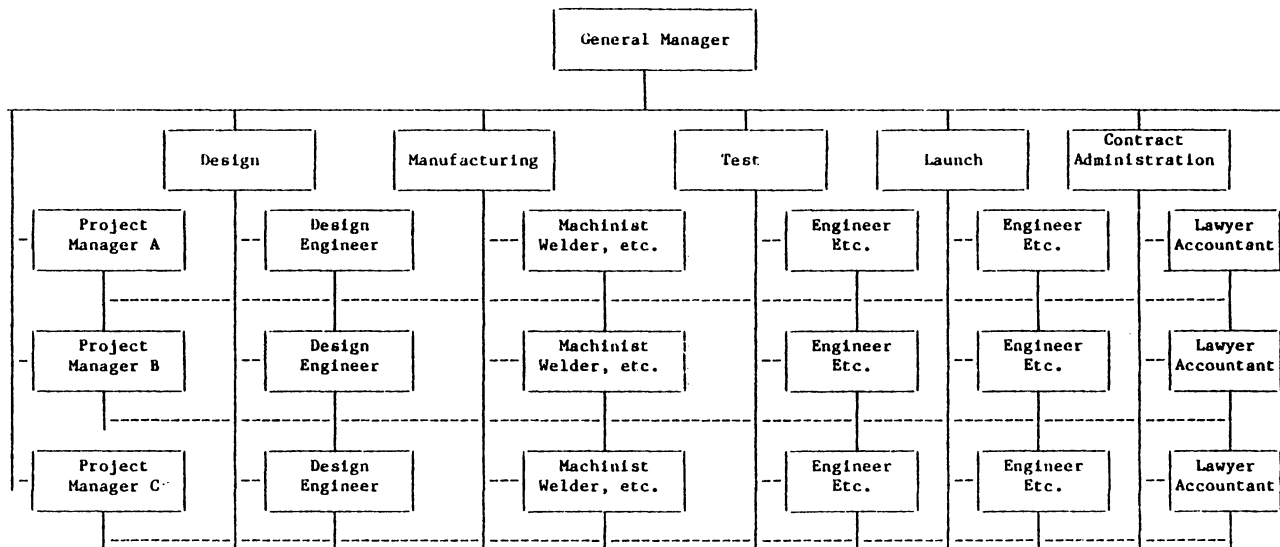 General Manager
Design
Manufacturing
Test
Launch
Contract
Administration
Project
Manager A
Design
Engineer
Machinist
Welder, etc.
Engineer
Etc.
Engineer
Etc.
Lawyer
Accountant
Project
Manager B
Design
Engineer
Machinist
Welder, etc.
Engineer
Etc.
Engineer
Etc.
Lawyer
Accountant
Project
Manager C
Design
Engineer
Machinist
Welder, etc.
Engineer
Etc.
Engineer
Etc.
Lawyer
Accountant